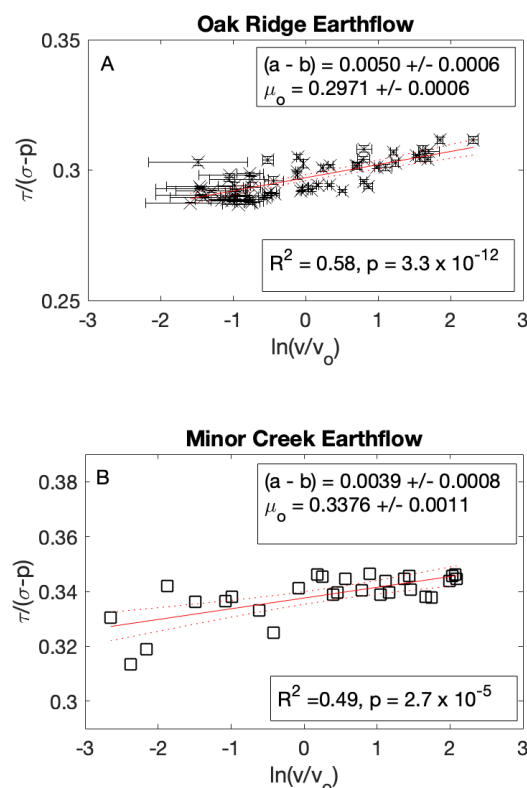 Oak Ridge Earthflow
A
(a - b) = 0.0050 +/- 0.0006
μo = 0.2971 +/- 0.0006
R2 = 0.58, p = 3.3 x 10-12
0.35
0.3
0.25
τ/(σ-p)
-3 -2 -1 0 1 2 3
ln(v/vo)
Minor Creek Earthflow
B
(a - b) = 0.0039 +/- 0.0008
μo = 0.3376 +/- 0.0011
R2 =0.49, p = 2.7 x 10-5
0.38
0.36
0.34
0.32
0.3
τ/(σ-p)
-3 -2 -1 0 1 2 3
ln(v/vo)